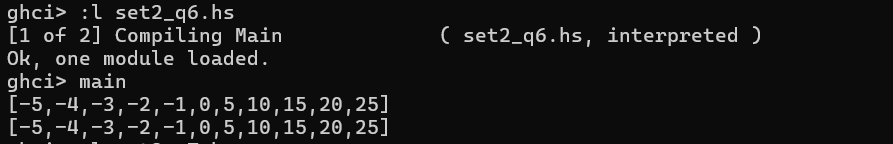 ghci> :l set2_q6.hs
[1 of 2] Compiling Main             ( set2_q6.hs, interpreted )
Ok, one module loaded.
ghci> main
[-5,-4,-3,-2,-1,0,5,10,15,20,25]
[-5,-4,-3,-2,-1,0,5,10,15,20,25]